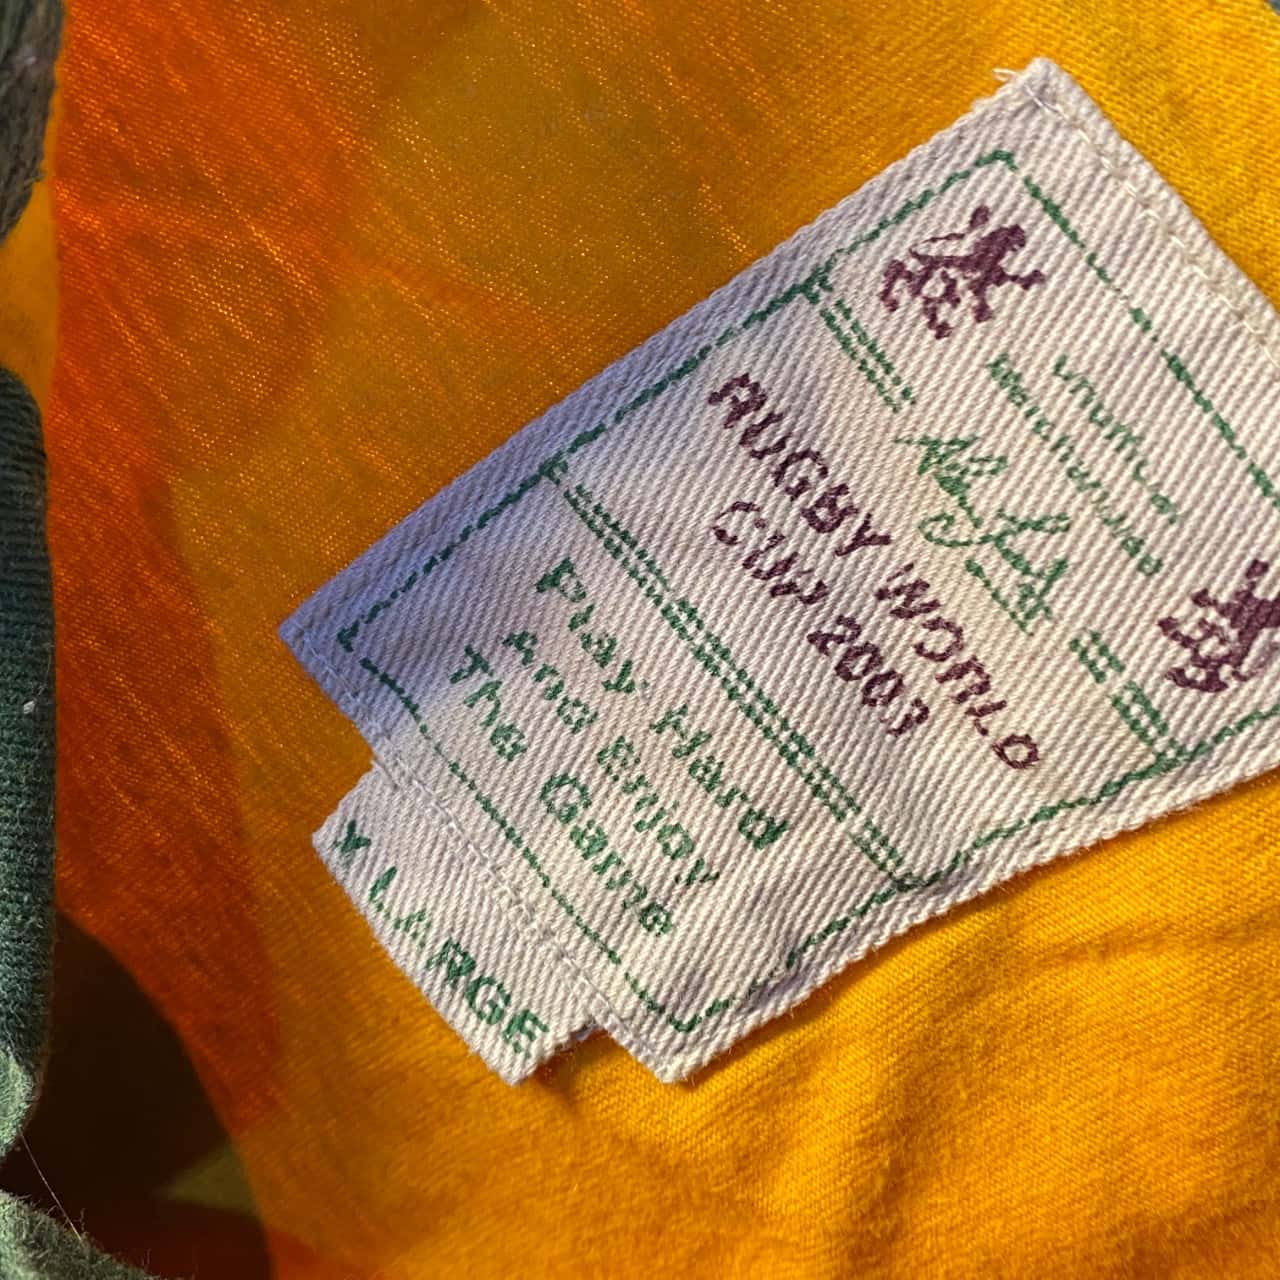 RUGBY WORLD
CUP 2003
Play Hard
And Enjoy
The Game
X LARGE